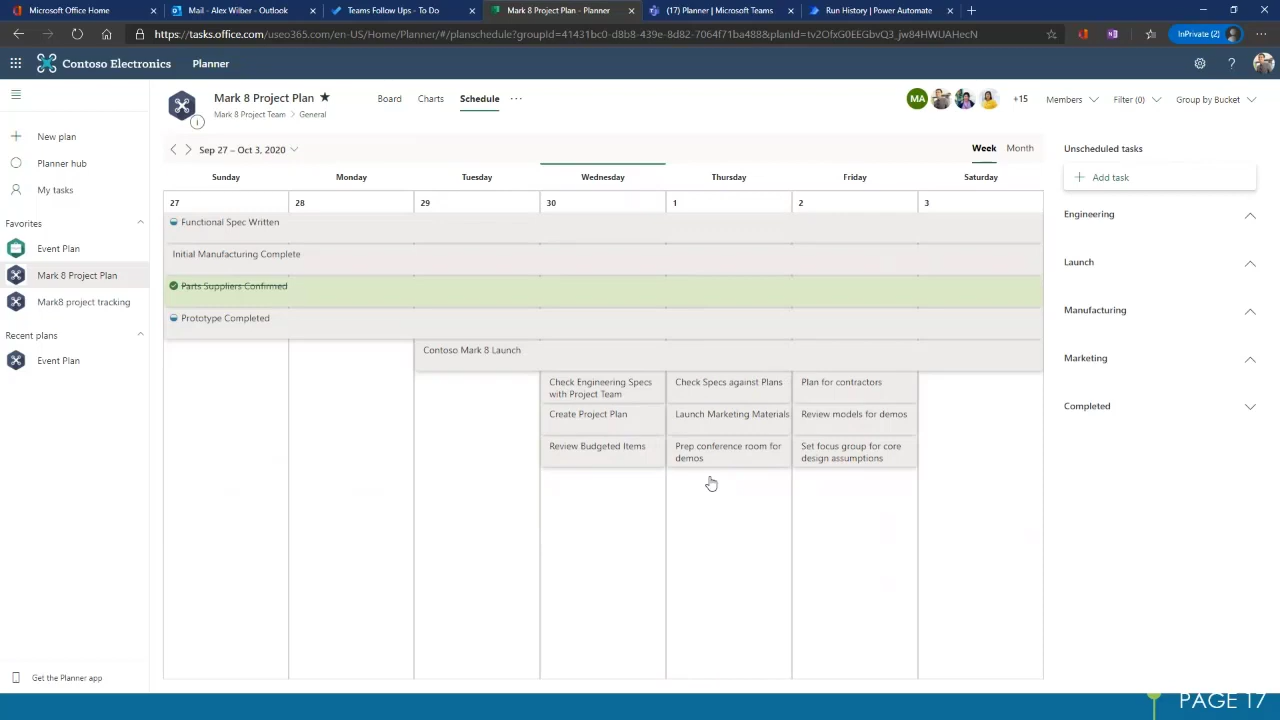 Microsoft Office Home
Mail - Alex Wilber - Outlook
Teams Follow Ups - To Do
Mark 8 Project Plan - Planner
(17) Planner | Microsoft Teams
Run History | Power Automate
https://tasks.office.com/useo365.com/en-US/Home/Planner/#/planschedule?groupId=41431bc0-d8b8-439e-8d82-7064f71ba488&planId=tv2OfxG0EEGbvQ3_jw84HWUAHecN
InPrivate (2)
Contoso Electronics
Planner
New plan
Planner hub
My tasks
Favorites
Event Plan
Mark 8 Project Plan
Mark8 project tracking
Recent plans
Event Plan
Get the Planner app
Mark 8 Project Plan
Mark 8 Project Team > General
Board
Charts
Schedule
MA
+15
Members
Filter (0)
Group by Bucket
Sep 27 – Oct 3, 2020
Week
Month
Sunday
Monday
Tuesday
Wednesday
Thursday
Friday
Saturday
27
28
29
30
1
2
3
Functional Spec Written
Initial Manufacturing Complete
Parts Suppliers Confirmed
Prototype Completed
Contoso Mark 8 Launch
Check Engineering Specs
with Project Team
Create Project Plan
Review Budgeted Items
Check Specs against Plans
Launch Marketing Materials
Prep conference room for
demos
Plan for contractors
Review models for demos
Set focus group for core
design assumptions
Unscheduled tasks
Add task
Engineering
Launch
Manufacturing
Marketing
Completed
PAGE 17